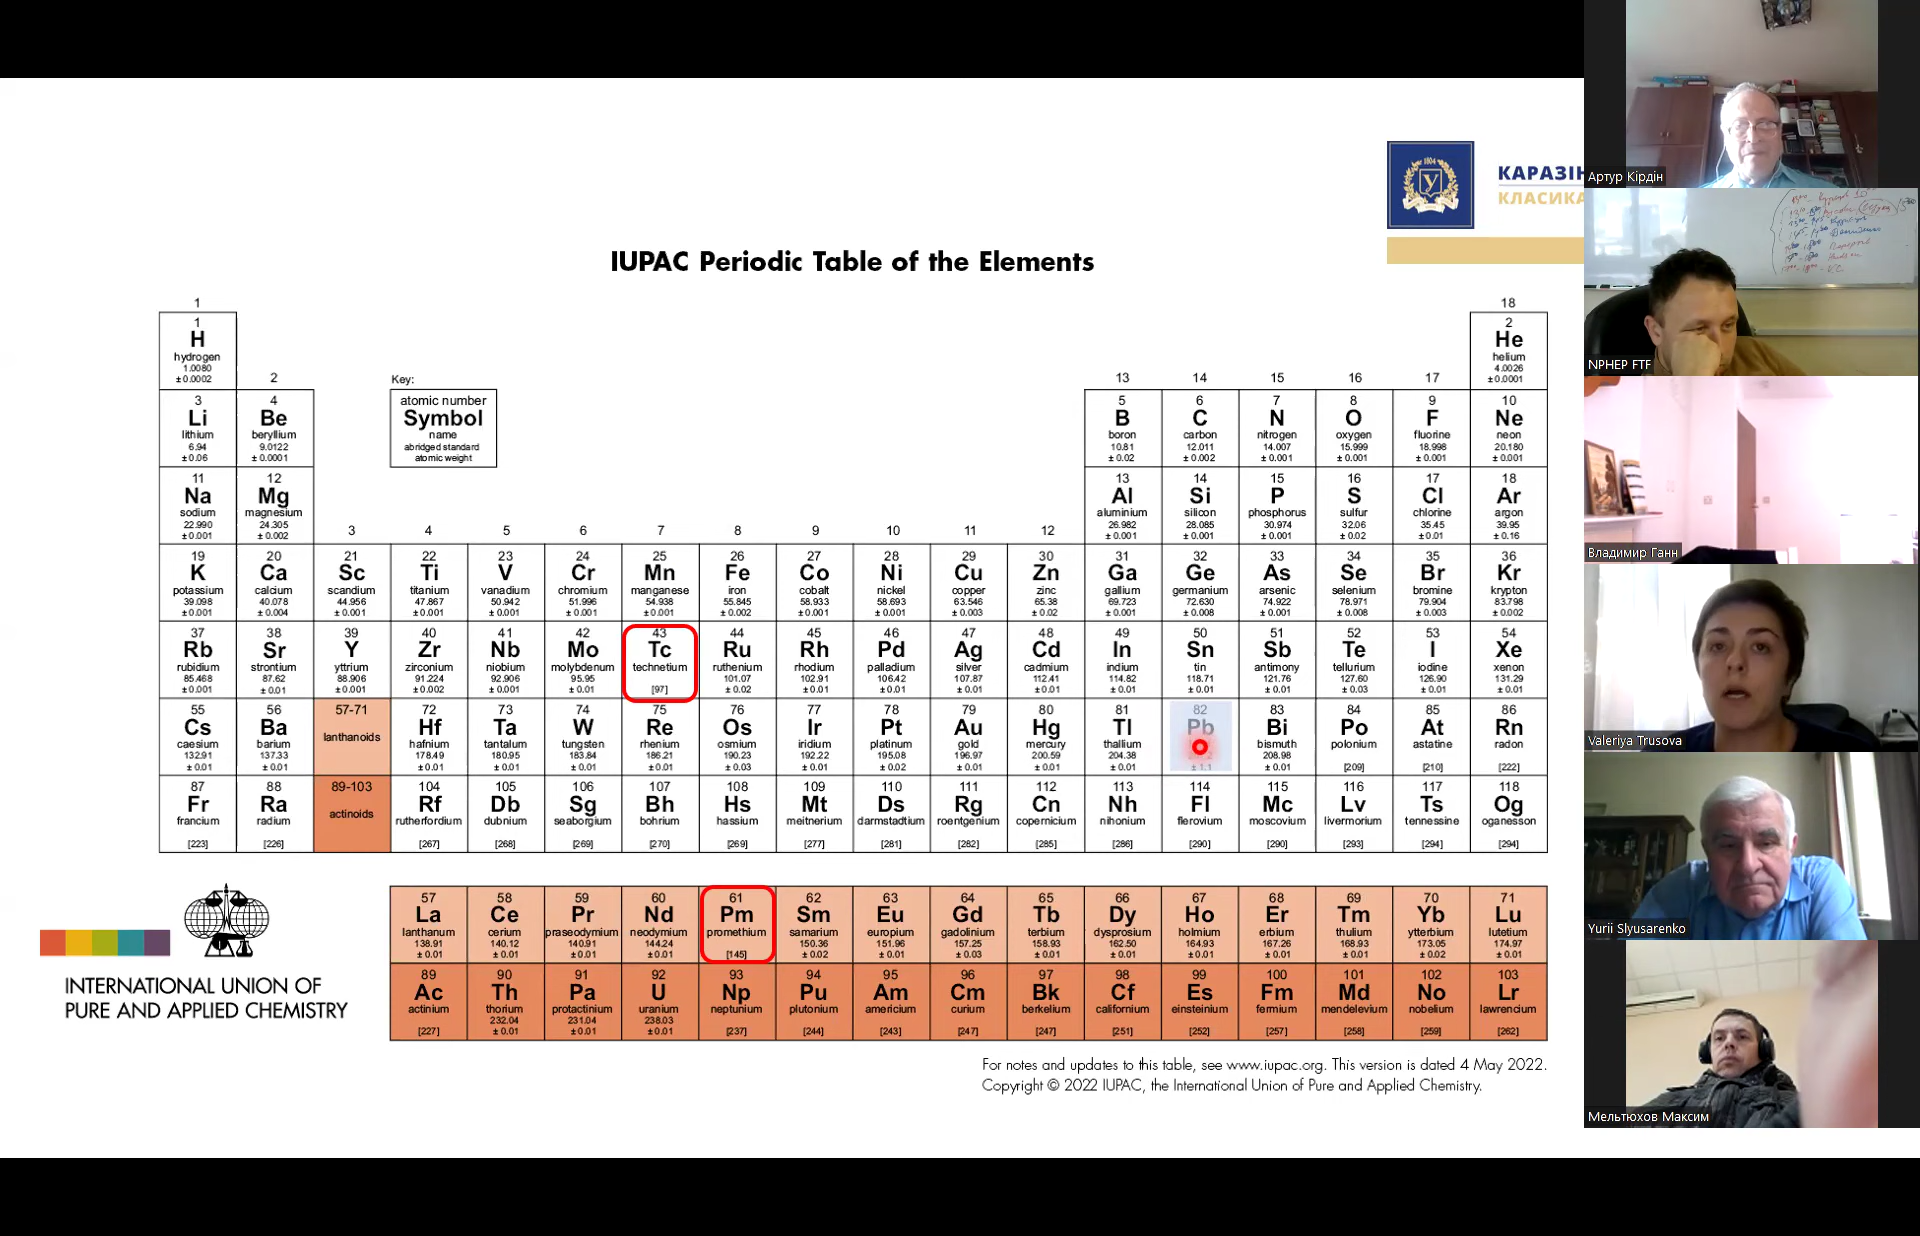 КАРАЗІН
КЛАСИКА
1804
IUPAC Periodic Table of the Elements
1 18
1 H hydrogen 1.0080 ± 0.0002
2 He helium 4.0026 ± 0.0001
2 13 14 15 16 17
Key:
atomic number
Symbol
name
abridged standard
atomic weight
3 Li lithium 6.94 ± 0.06
4 Be beryllium 9.0122 ± 0.0001
5 B boron 10.81 ± 0.02
6 C carbon 12.011 ± 0.002
7 N nitrogen 14.007 ± 0.001
8 O oxygen 15.999 ± 0.001
9 F fluorine 18.998 ± 0.001
10 Ne neon 20.180 ± 0.001
11 Na sodium 22.990 ± 0.001
12 Mg magnesium 24.305 ± 0.002
13 Al aluminium 26.982 ± 0.001
14 Si silicon 28.085 ± 0.001
15 P phosphorus 30.974 ± 0.001
16 S sulfur 32.06 ± 0.02
17 Cl chlorine 35.45 ± 0.01
18 Ar argon 39.95 ± 0.16
3 4 5 6 7 8 9 10 11 12
19 K potassium 39.098 ± 0.001
20 Ca calcium 40.078 ± 0.004
21 Sc scandium 44.956 ± 0.001
22 Ti titanium 47.867 ± 0.001
23 V vanadium 50.942 ± 0.001
24 Cr chromium 51.996 ± 0.001
25 Mn manganese 54.938 ± 0.001
26 Fe iron 55.845 ± 0.002
27 Co cobalt 58.933 ± 0.001
28 Ni nickel 58.693 ± 0.001
29 Cu copper 63.546 ± 0.003
30 Zn zinc 65.38 ± 0.02
31 Ga gallium 69.723 ± 0.001
32 Ge germanium 72.630 ± 0.008
33 As arsenic 74.922 ± 0.001
34 Se selenium 78.971 ± 0.008
35 Br bromine 79.904 ± 0.003
36 Kr krypton 83.798 ± 0.002
37 Rb rubidium 85.468 ± 0.001
38 Sr strontium 87.62 ± 0.01
39 Y yttrium 88.906 ± 0.001
40 Zr zirconium 91.224 ± 0.002
41 Nb niobium 92.906 ± 0.001
42 Mo molybdenum 95.95 ± 0.01
43 Tc technetium [97]
44 Ru ruthenium 101.07 ± 0.02
45 Rh rhodium 102.91 ± 0.01
46 Pd palladium 106.42 ± 0.01
47 Ag silver 107.87 ± 0.01
48 Cd cadmium 112.41 ± 0.01
49 In indium 114.82 ± 0.01
50 Sn tin 118.71 ± 0.01
51 Sb antimony 121.76 ± 0.01
52 Te tellurium 127.60 ± 0.03
53 I iodine 126.90 ± 0.01
54 Xe xenon 131.29 ± 0.01
55 Cs caesium 132.91 ± 0.01
56 Ba barium 137.33 ± 0.01
57-71 lanthanoids
72 Hf hafnium 178.49 ± 0.01
73 Ta tantalum 180.95 ± 0.01
74 W tungsten 183.84 ± 0.01
75 Re rhenium 186.21 ± 0.01
76 Os osmium 190.23 ± 0.03
77 Ir iridium 192.22 ± 0.01
78 Pt platinum 195.08 ± 0.02
79 Au gold 196.97 ± 0.01
80 Hg mercury 200.59 ± 0.01
81 Tl thallium 204.38 ± 0.01
82 Pb ± 1.1
83 Bi bismuth 208.98 ± 0.01
84 Po polonium [209]
85 At astatine [210]
86 Rn radon [222]
87 Fr francium [223]
88 Ra radium [226]
89-103 actinoids
104 Rf rutherfordium [267]
105 Db dubnium [268]
106 Sg seaborgium [269]
107 Bh bohrium [270]
108 Hs hassium [269]
109 Mt meitnerium [277]
110 Ds darmstadtium [281]
111 Rg roentgenium [282]
112 Cn copernicium [285]
113 Nh nihonium [286]
114 Fl flerovium [290]
115 Mc moscovium [290]
116 Lv livermorium [293]
117 Ts tennessine [294]
118 Og oganesson [294]
57 La lanthanum 138.91 ± 0.01
58 Ce cerium 140.12 ± 0.01
59 Pr praseodymium 140.91 ± 0.01
60 Nd neodymium 144.24 ± 0.01
61 Pm promethium [145]
62 Sm samarium 150.36 ± 0.02
63 Eu europium 151.96 ± 0.01
64 Gd gadolinium 157.25 ± 0.03
65 Tb terbium 158.93 ± 0.01
66 Dy dysprosium 162.50 ± 0.01
67 Ho holmium 164.93 ± 0.01
68 Er erbium 167.26 ± 0.01
69 Tm thulium 168.93 ± 0.01
70 Yb ytterbium 173.05 ± 0.02
71 Lu lutetium 174.97 ± 0.01
89 Ac actinium [227]
90 Th thorium 232.04 ± 0.01
91 Pa protactinium 231.04 ± 0.01
92 U uranium 238.03 ± 0.01
93 Np neptunium [237]
94 Pu plutonium [244]
95 Am americium [243]
96 Cm curium [247]
97 Bk berkelium [247]
98 Cf californium [251]
99 Es einsteinium [252]
100 Fm fermium [257]
101 Md mendelevium [258]
102 No nobelium [259]
103 Lr lawrencium [262]
INTERNATIONAL UNION OF
PURE AND APPLIED CHEMISTRY
For notes and updates to this table, see www.iupac.org. This version is dated 4 May 2022.
Copyright © 2022 IUPAC, the International Union of Pure and Applied Chemistry.
Артур Кірдін
NPHEP FTF
Владимир Ганн
Valeriya Trusova
Yurii Slyusarenko
Мельтюхов Максим